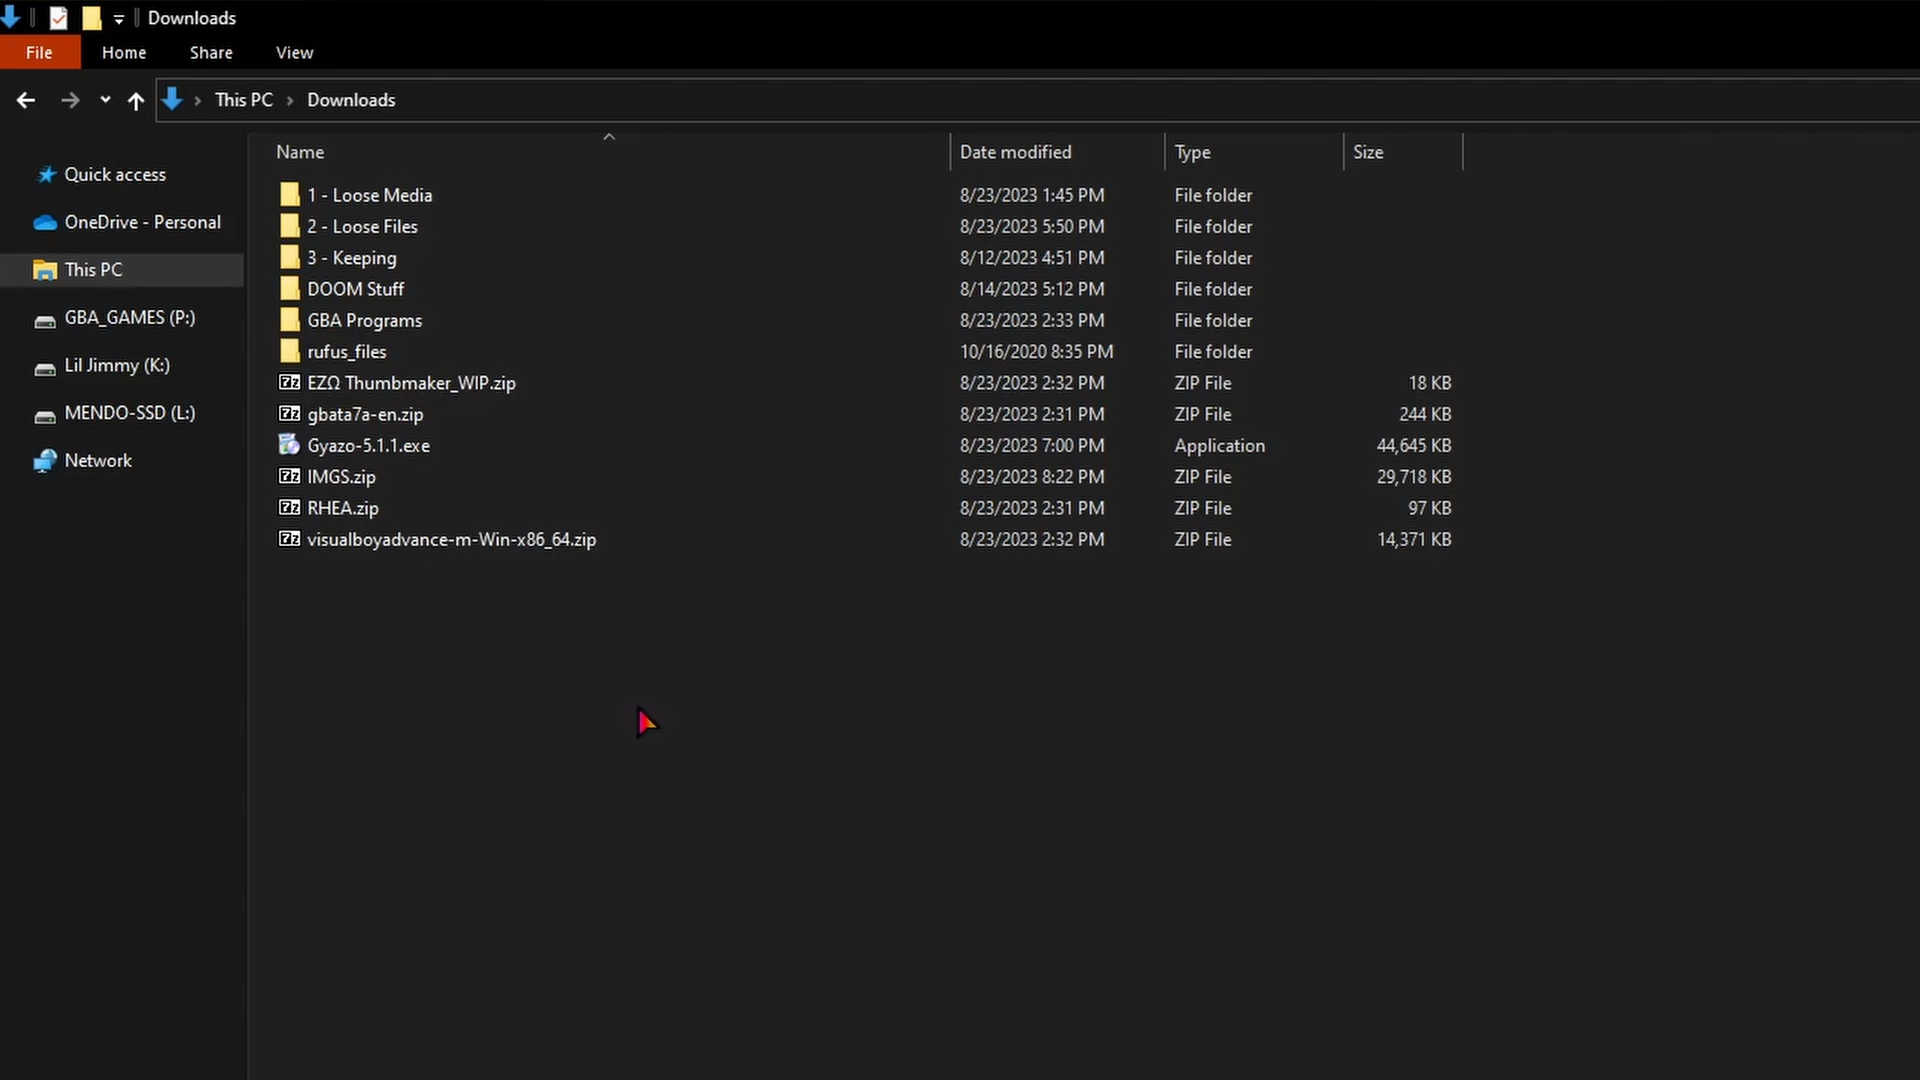 Downloads
File Home Share View
This PC > Downloads
Name Date modified Type Size
Quick access
OneDrive - Personal
This PC
GBA_GAMES (P:)
Lil Jimmy (K:)
MENDO-SSD (L:)
Network
1 - Loose Media 8/23/2023 1:45 PM File folder
2 - Loose Files 8/23/2023 5:50 PM File folder
3 - Keeping 8/12/2023 4:51 PM File folder
DOOM Stuff 8/14/2023 5:12 PM File folder
GBA Programs 8/23/2023 2:33 PM File folder
rufus_files 10/16/2020 8:35 PM File folder
EZΩ Thumbmaker_WIP.zip 8/23/2023 2:32 PM ZIP File 18 KB
gbata7a-en.zip 8/23/2023 2:31 PM ZIP File 244 KB
Gyazo-5.1.1.exe 8/23/2023 7:00 PM Application 44,645 KB
IMGS.zip 8/23/2023 8:22 PM ZIP File 29,718 KB
RHEA.zip 8/23/2023 2:31 PM ZIP File 97 KB
visualboyadvance-m-Win-x86_64.zip 8/23/2023 2:32 PM ZIP File 14,371 KB